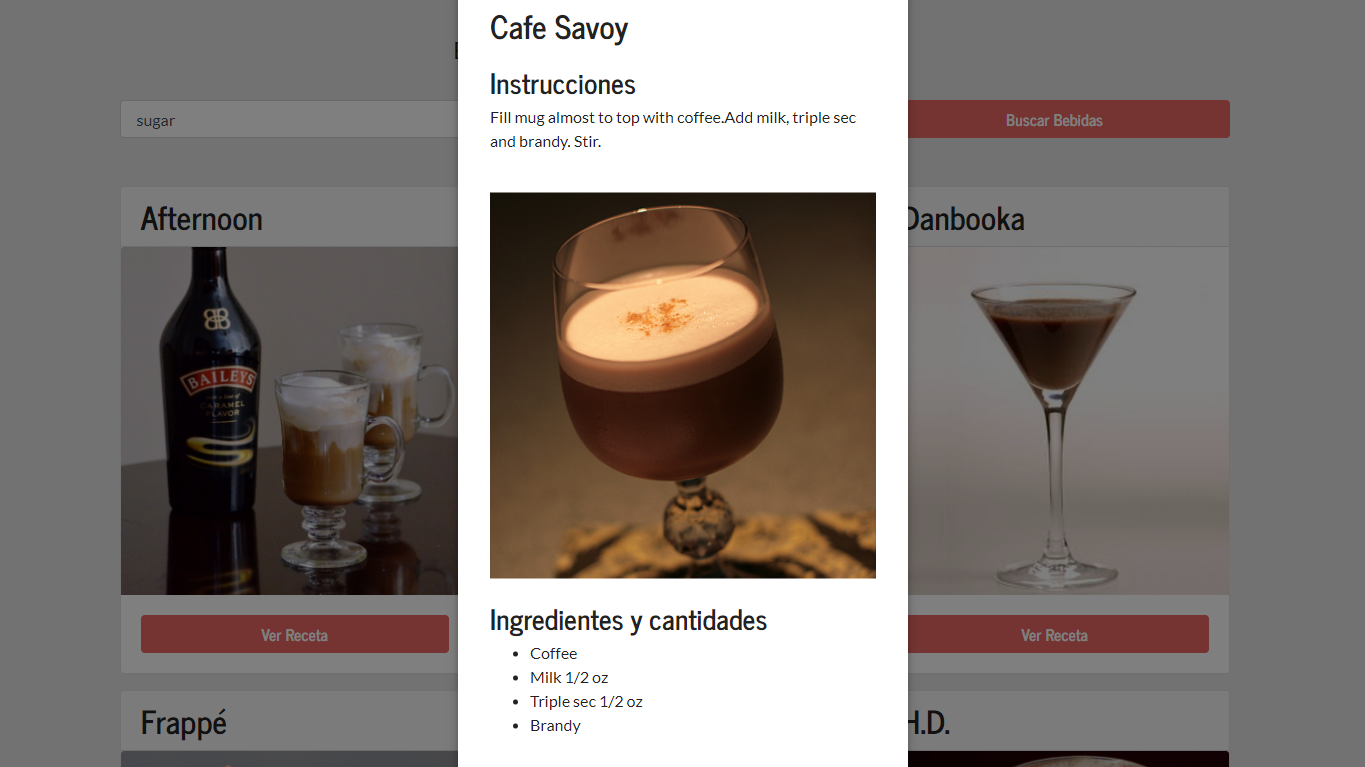 Cafe Savoy
Instrucciones
Fill mug almost to top with coffee.Add milk, triple sec
and brandy. Stir.
sugar
Buscar Bebidas
Afternoon
Danbooka
BAILEYS
CARAMEL
FLAVOR
Ver Receta
Ver Receta
Ingredientes y cantidades
Coffee
Milk 1/2 oz
Triple sec 1/2 oz
Brandy
Frappé
H.D.